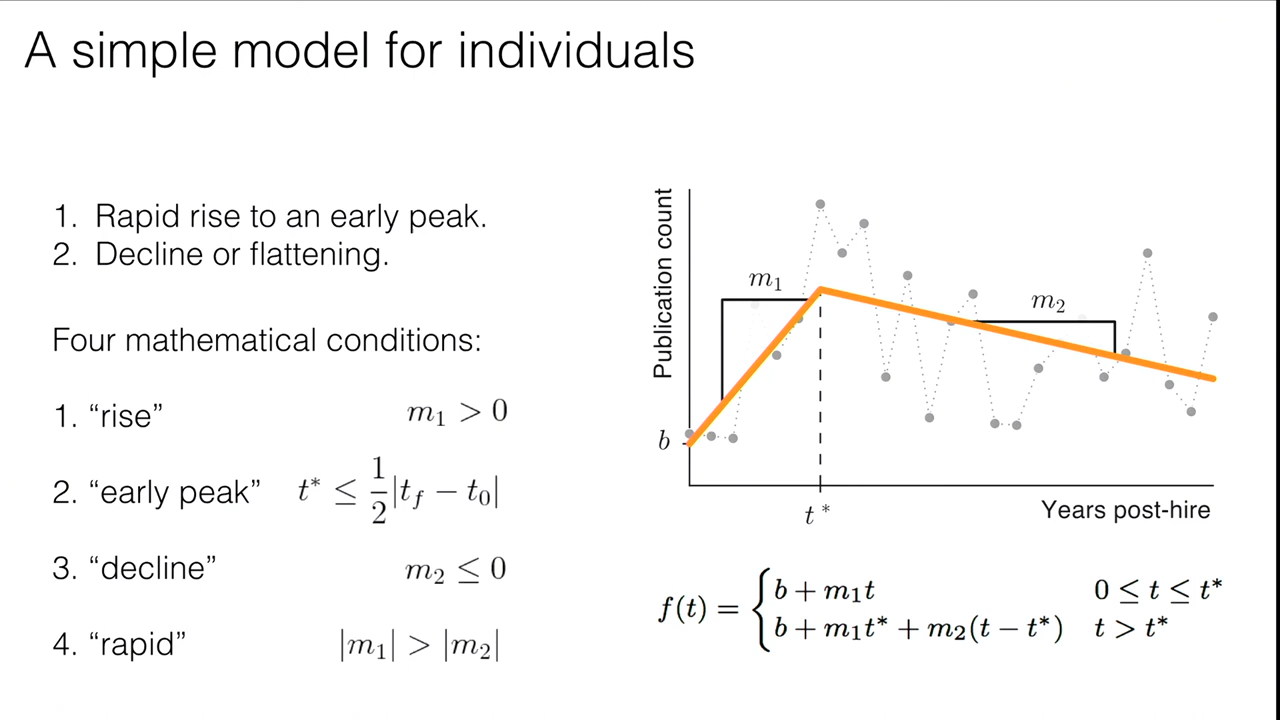 A simple model for individuals
1. Rapid rise to an early peak.
2. Decline or flattening.
Four mathematical conditions:
1. “rise” m₁ > 0
2. “early peak” t* ≤ 1/2 |t_f − t₀|
3. “decline” m₂ ≤ 0
4. “rapid” |m₁| > |m₂|
Publication count
m₁
m₂
b
t*
Years post-hire
f(t) = { b + m₁t 0 ≤ t ≤ t*
b + m₁t* + m₂(t − t*) t > t*